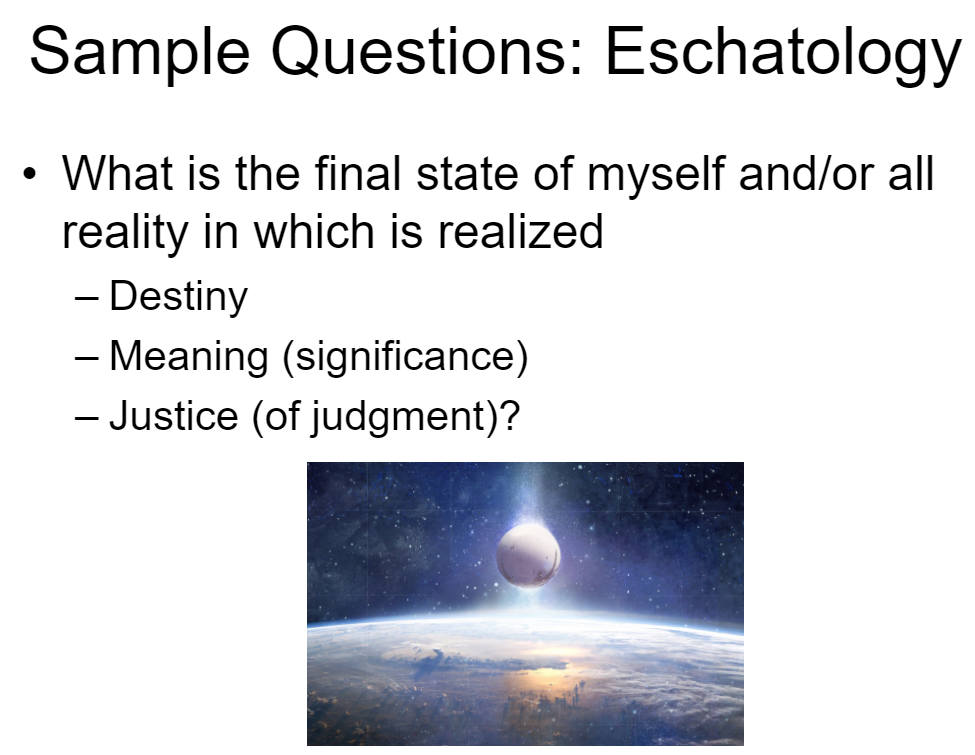 Sample Questions: Eschatology
• What is the final state of myself and/or all
reality in which is realized
– Destiny
– Meaning (significance)
– Justice (of judgment)?